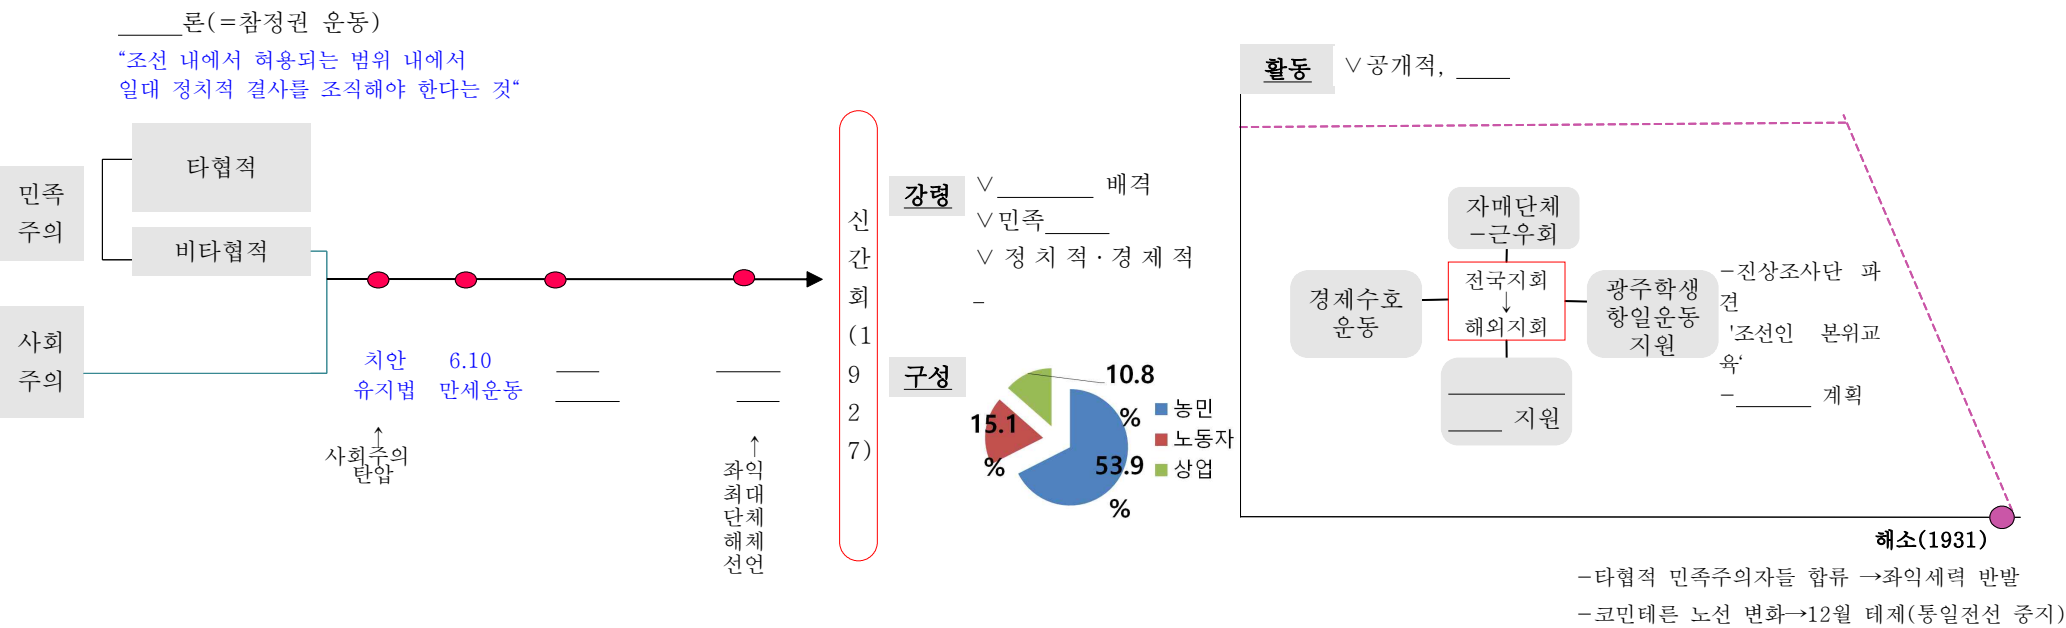 ______론(=참정권 운동)
“조선 내에서 허용되는 범위 내에서
일대 정치적 결사를 조직해야 한다는 것“
민족
주의
타협적
비타협적
사회
주의
치안
유지법
6.10
만세운동
____
______
______
____
↑
사회주의
탄압
↑
좌익
최대
단체
해체
선언
신
간
회
(1
9
2
7)
강령
∨_________ 배격
∨민족______
∨정치적·경제적
-
구성
10.8
%
15.1
%
53.9
%
농민
노동자
상업
활동
∨공개적, _____
자매단체
-근우회
경제수호
운동
전국지회
↓
해외지회
광주학생
항일운동
지원
-진상조사단 파
견
'조선인 본위교
육‘
-_______ 계획
___________
_____ 지원
해소(1931)
-타협적 민족주의자들 합류 →좌익세력 반발
-코민테른 노선 변화→12월 테제(통일전선 중지)